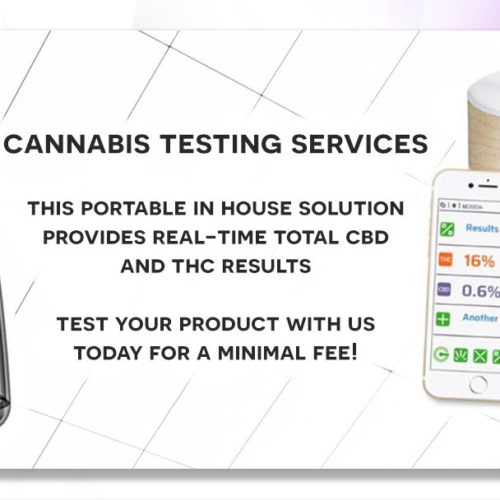 CANNABIS TESTING SERVICES
THIS PORTABLE IN HOUSE SOLUTION
PROVIDES REAL-TIME TOTAL CBD
AND THC RESULTS
TEST YOUR PRODUCT WITH US
TODAY FOR A MINIMAL FEE!
Results
THC 16%
CBD 0.6%
Another